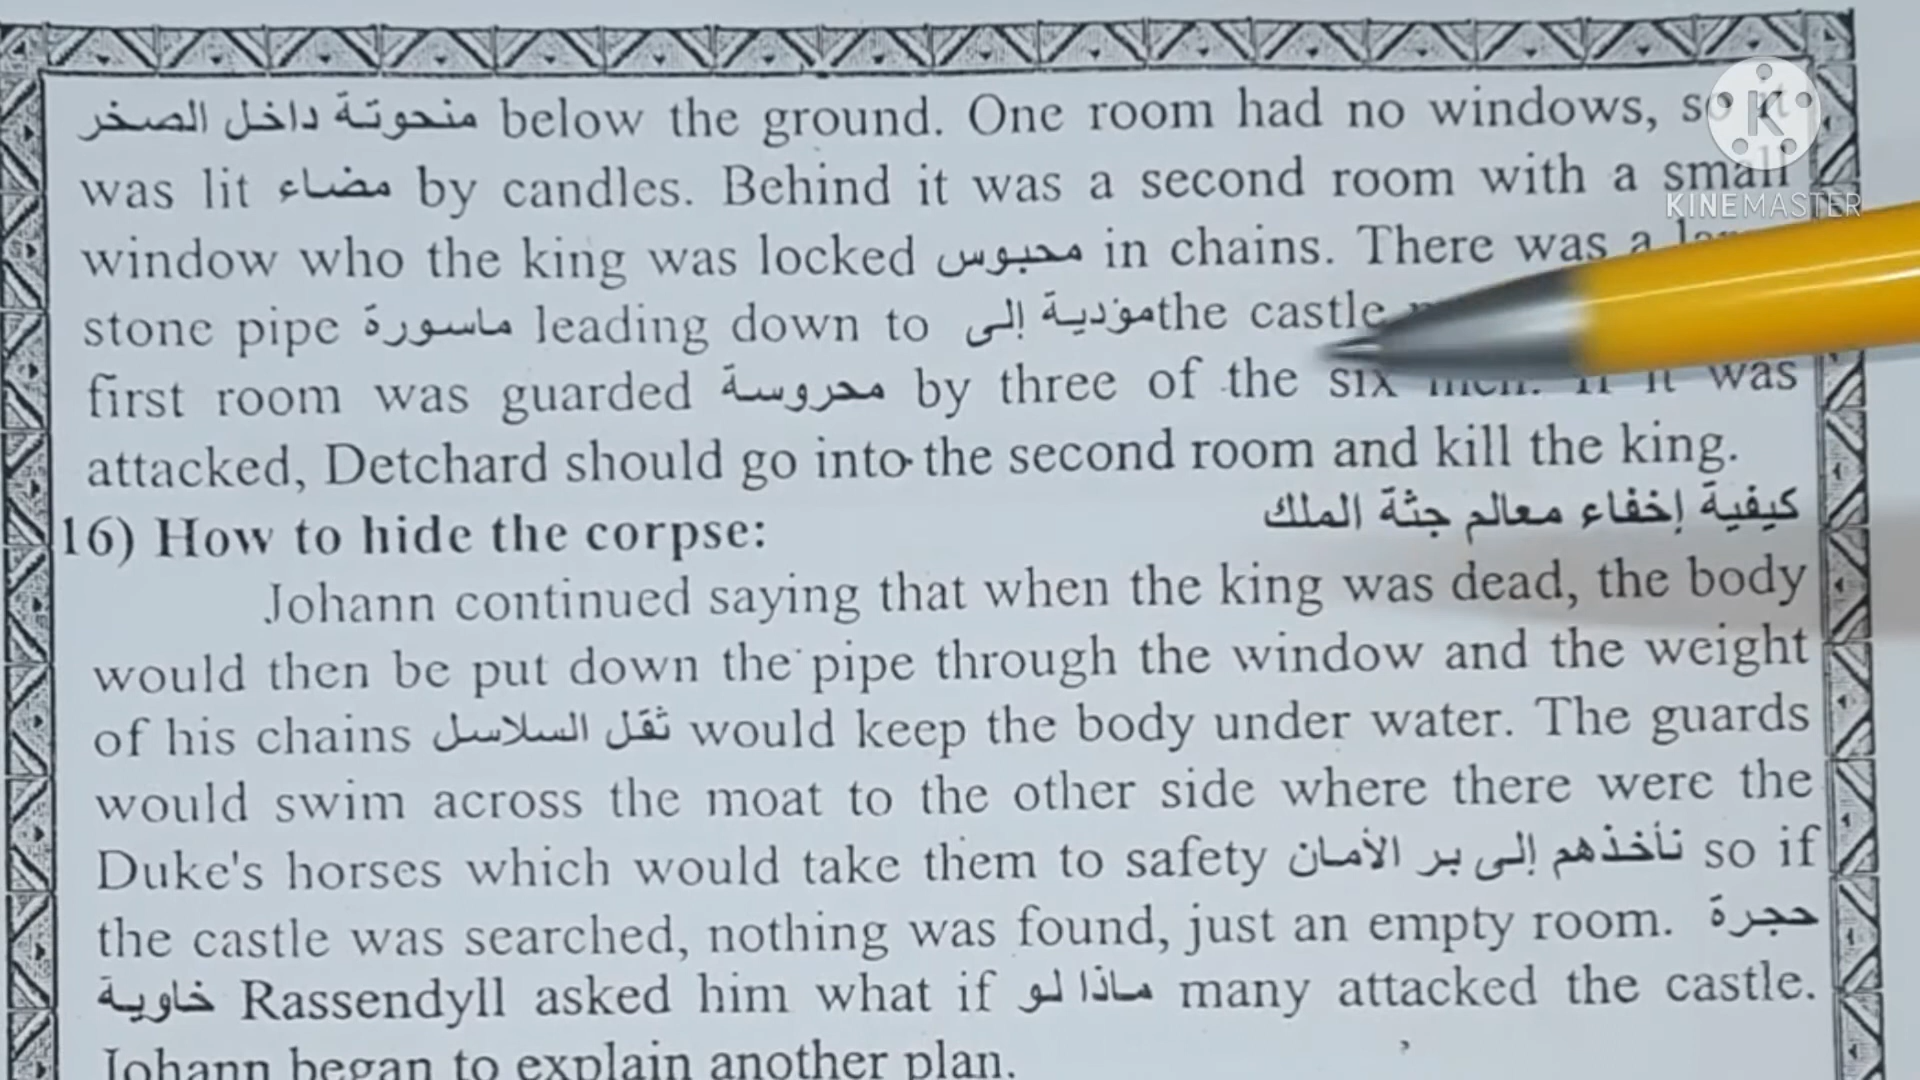 منحوتة داخل الصخر below the ground. One room had no windows, so it
was lit مضاء by candles. Behind it was a second room with a small
window who the king was locked محبوس in chains. There was a
stone pipe ماسورة leading down to مؤدية إلى the castle
first room was guarded محروسة by three of the six men. If it was
attacked, Detchard should go into the second room and kill the king.
16) How to hide the corpse: كيفية إخفاء معالم جثة الملك
Johann continued saying that when the king was dead, the body
would then be put down the pipe through the window and the weight
of his chains ثقل السلاسل would keep the body under water. The guards
would swim across the moat to the other side where there were the
Duke's horses which would take them to safety تأخذهم إلى بر الأمان so if
the castle was searched, nothing was found, just an empty room. حجرة
خاوية Rassendyll asked him what if ماذا لو many attacked the castle.
Johann began to explain another plan.
K
KINEMASTER